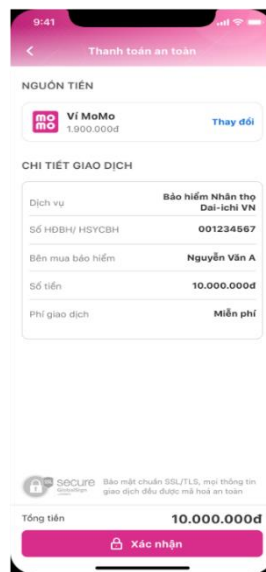 9:41
Thanh toán an toàn
NGUỒN TIỀN
mo
mo
Ví MoMo
1.900.000đ
Thay đổi
CHI TIẾT GIAO DỊCH
Dịch vụ
Bảo hiểm Nhân thọ
Dai-ichi VN
Số HĐBH/ HSYCBH
001234567
Bên mua bảo hiểm
Nguyễn Văn A
Số tiền
10.000.000đ
Phí giao dịch
Miễn phí
secure
GlobalSign
Bảo mật chuẩn SSL/TLS, mọi thông tin
giao dịch đều được mã hoá an toàn
Tổng tiền
10.000.000đ
Xác nhận